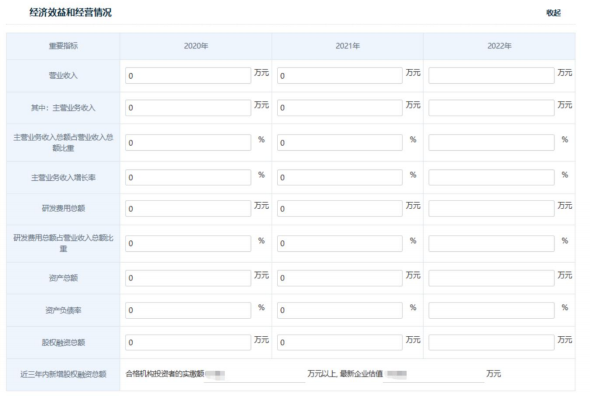 经济效益和经营情况 收起
重要指标 2020年 2021年 2022年
营业收入 0 万元 0 万元 万元
其中：主营业务收入 0 万元 0 万元 万元
主营业务收入总额占营业收入总 0 % 0 % %
额比重
主营业务收入增长率 0 % 0 % %
研发费用总额 0 万元 0 万元 万元
研发费用总额占营业收入总额比 0 % 0 % %
重
资产总额 0 万元 0 万元 万元
资产负债率 0 % 0 % %
股权融资总额 0 万元 0 万元 万元
近三年内新增股权融资总额 合格机构投资者的实缴额 万元以上, 最新企业估值 万元